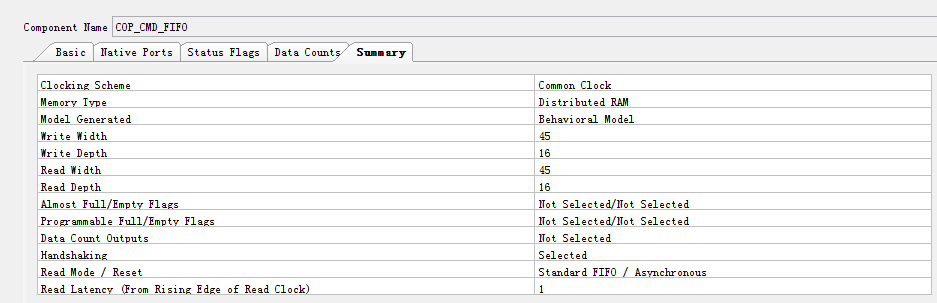 Component Name COP_CMD_FIFO
Basic Native Ports Status Flags Data Counts Summary
Clocking Scheme Common Clock
Memory Type Distributed RAM
Model Generated Behavioral Model
Write Width 45
Write Depth 16
Read Width 45
Read Depth 16
Almost Full/Empty Flags Not Selected/Not Selected
Programmable Full/Empty Flags Not Selected/Not Selected
Data Count Outputs Not Selected
Handshaking Selected
Read Mode / Reset Standard FIFO / Asynchronous
Read Latency (From Rising Edge of Read Clock) 1